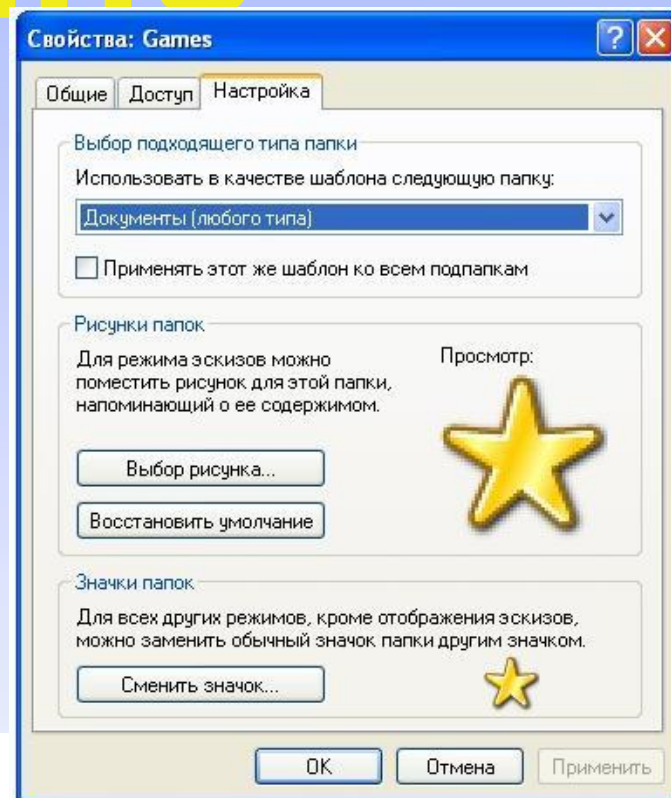 Свойства: Games
Общие Доступ Настройка
Выбор подходящего типа папки
Использовать в качестве шаблона следующую папку:
Документы (любого типа)
Применять этот же шаблон ко всем подпапкам
Рисунки папок
Для режима эскизов можно
поместить рисунок для этой папки,
напоминающий о ее содержимом.
Просмотр:
Выбор рисунка...
Восстановить умолчание
Значки папок
Для всех других режимов, кроме отображения эскизов,
можно заменить обычный значок папки другим значком.
Сменить значок...
OK Отмена Применить